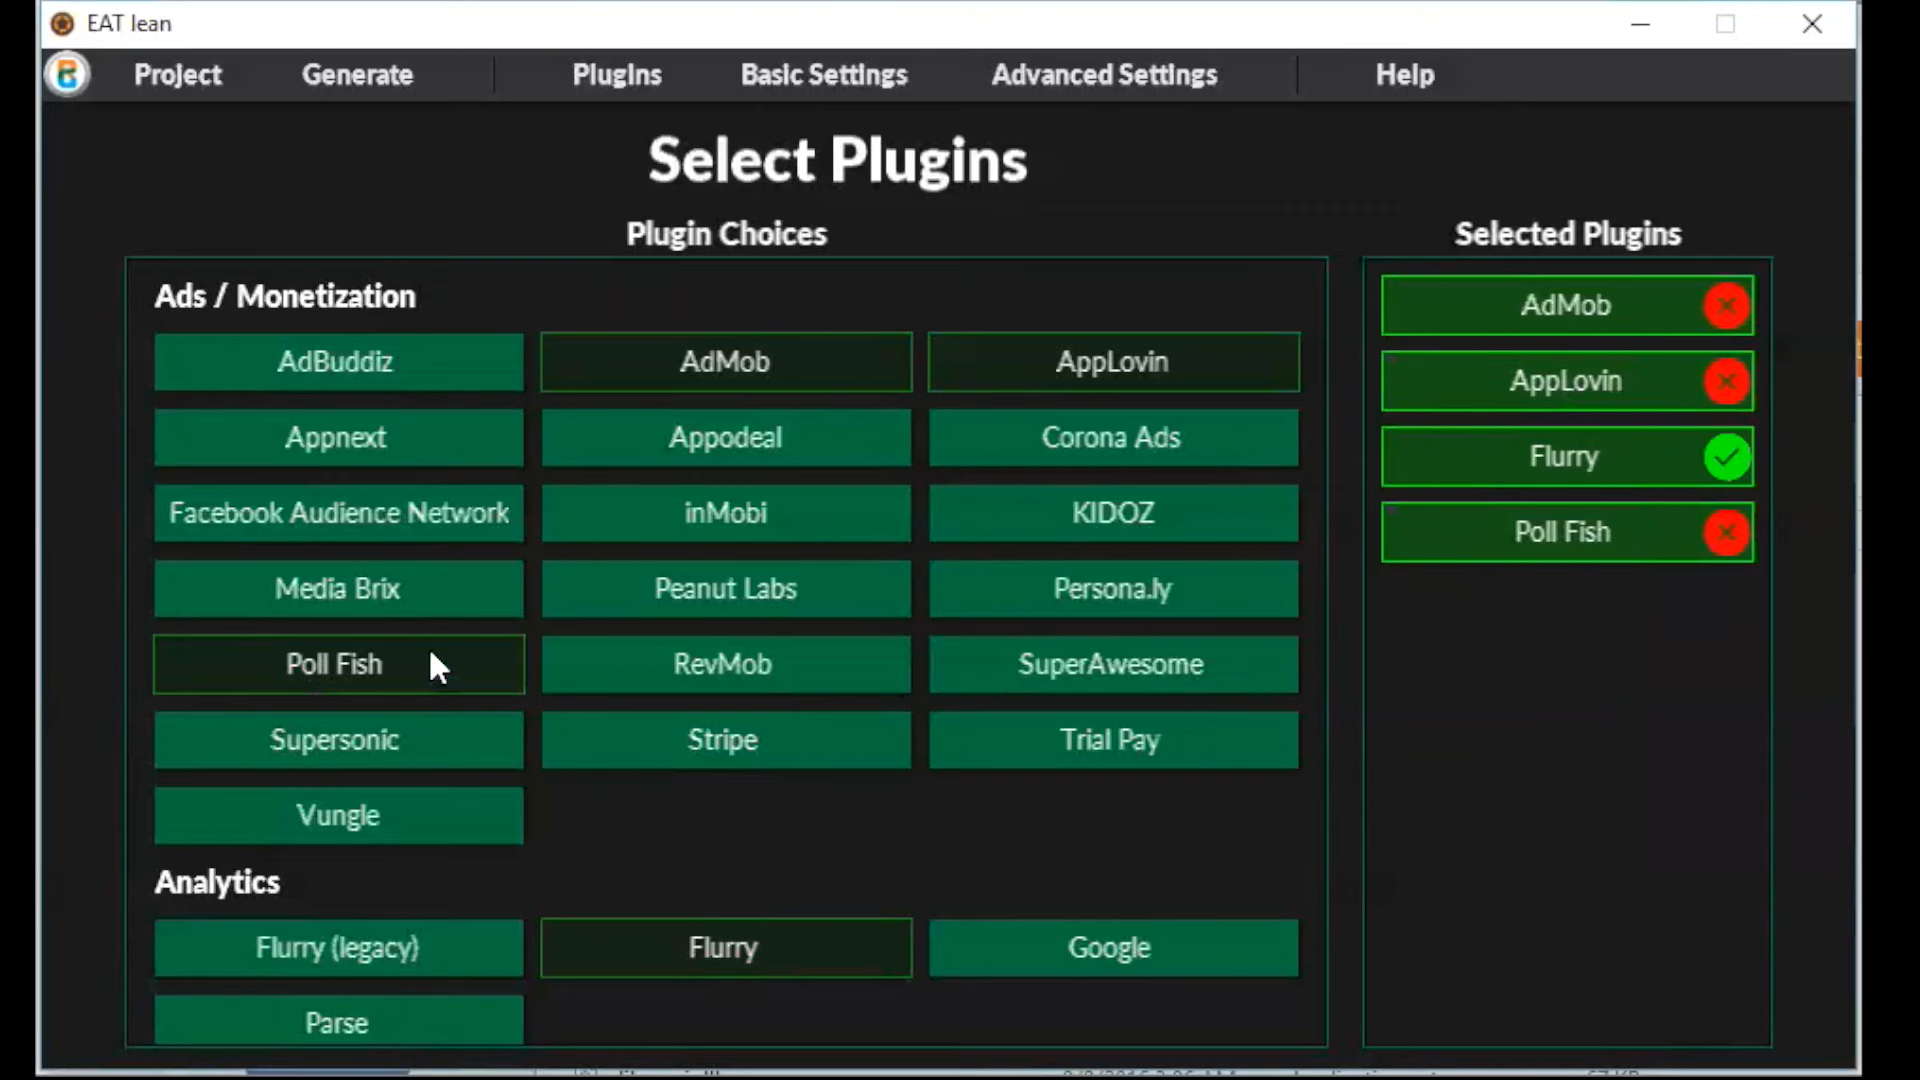 EAT lean
Project Generate Plugins Basic Settings Advanced Settings Help
Select Plugins
Plugin Choices
Selected Plugins
Ads / Monetization
AdBuddiz AdMob AppLovin
Appnext Appodeal Corona Ads
Facebook Audience Network inMobi KIDOZ
Media Brix Peanut Labs Persona.ly
Poll Fish RevMob SuperAwesome
Supersonic Stripe Trial Pay
Vungle
Analytics
Flurry (legacy) Flurry Google
Parse
AdMob
AppLovin
Flurry
Poll Fish